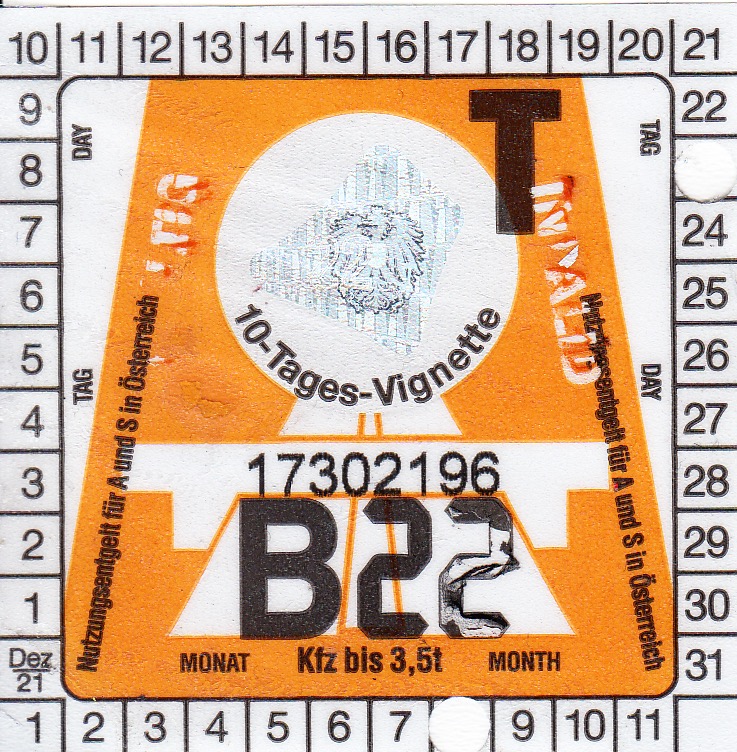 10 11 12 13 14 15 16 17 18 19 20 21
9
8
7
6
5
4
3
2
1
Dez
21
22
24
25
26
27
28
29
30
31
DAY
TAG
TAG
DAY
T
INVALID
10-Tages-Vignette
Nutzungsentgelt für A und S in Österreich
Nutzungsentgelt für A und S in Österreich
17302196
B22
MONAT Kfz bis 3,5t MONTH
1 2 3 4 5 6 7 9 10 11